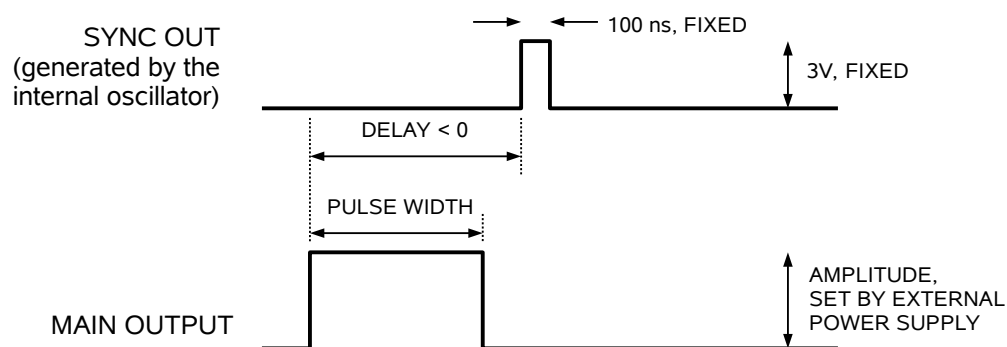 100 ns, FIXED
SYNC OUT
(generated by the
internal oscillator)
3V, FIXED
DELAY < 0
PULSE WIDTH
AMPLITUDE,
SET BY EXTERNAL
POWER SUPPLY
MAIN OUTPUT